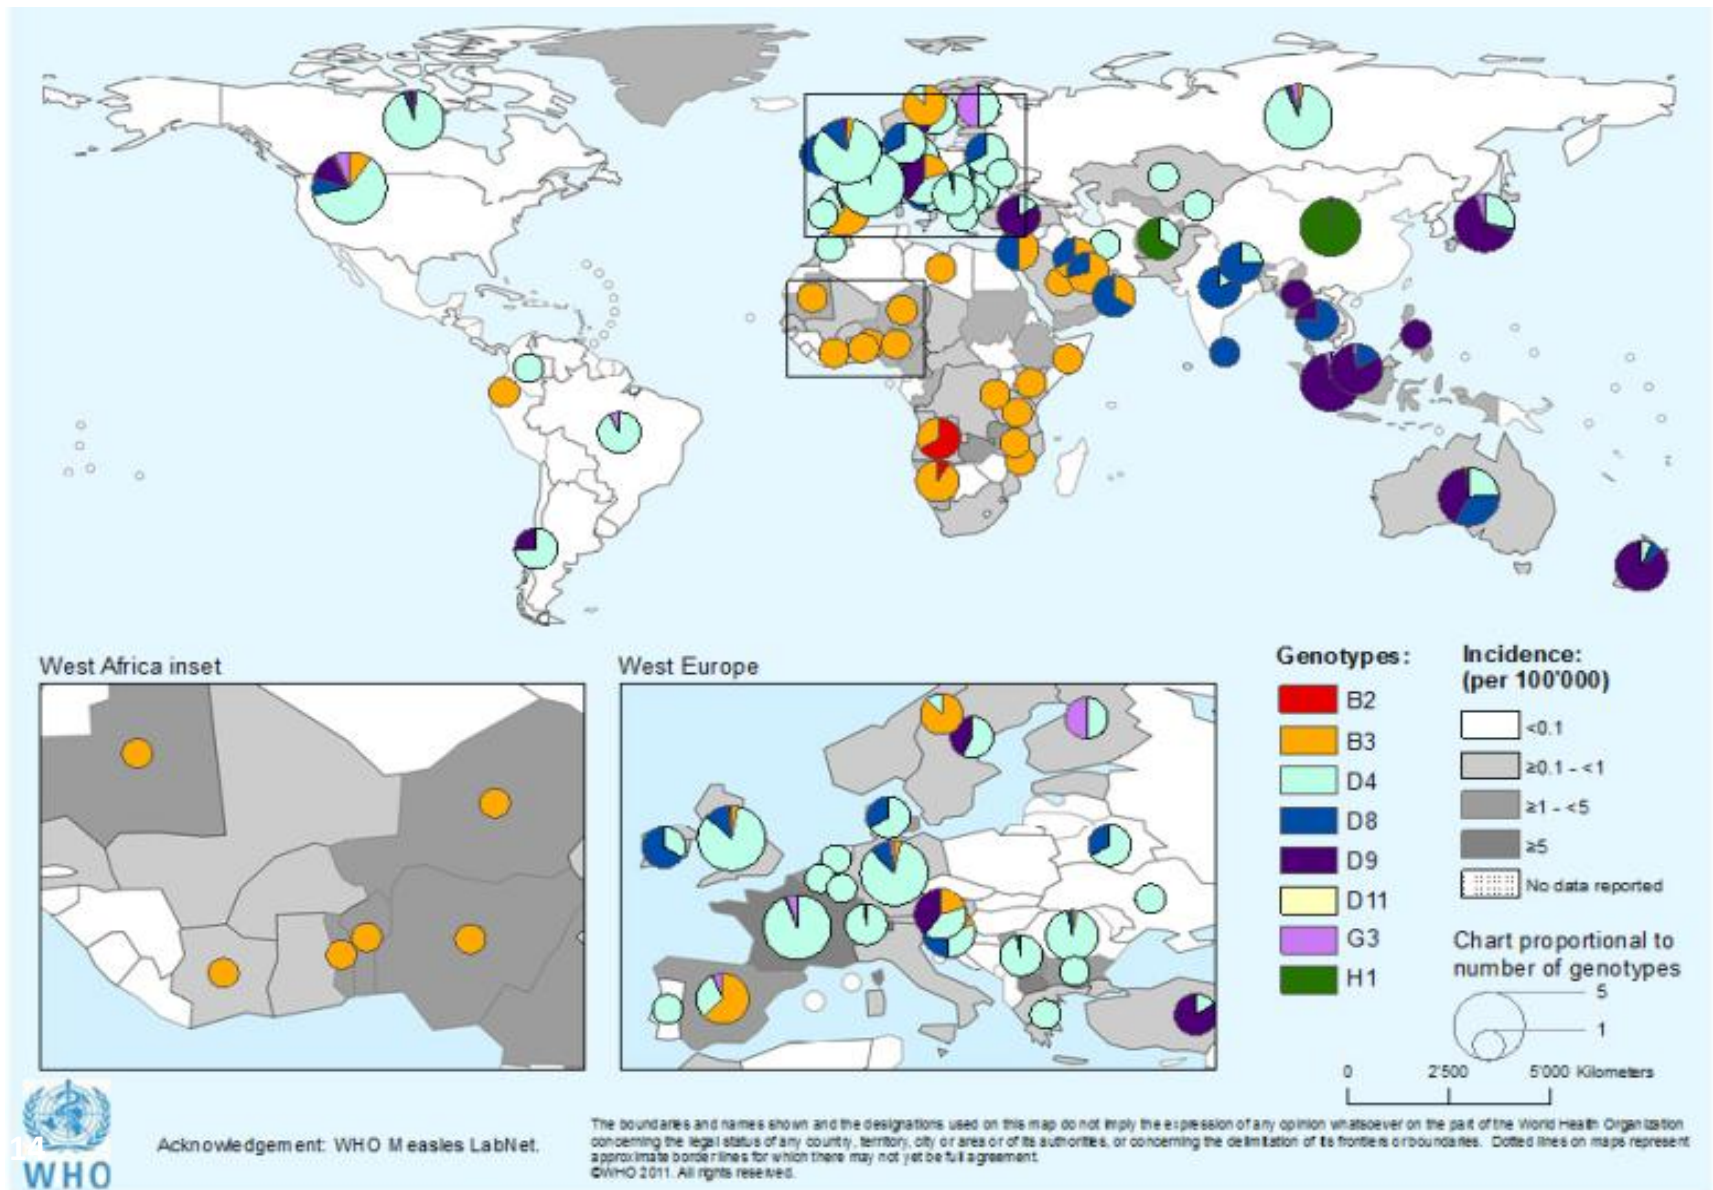 West Africa inset
West Europe
Genotypes:
B2
B3
D4
D8
D9
D11
G3
H1
Incidence:
(per 100'000)
<0.1
≥0.1 - <1
≥1 - <5
≥5
No data reported
Chart proportional to
number of genotypes
5
1
0 2'500 5'000 Kilometers
14
WHO
Acknowledgement: WHO Measles LabNet.
The boundaries and names shown and the designations used on this map do not imply the expression of any opinion whatsoever on the part of the World Health Organization
concerning the legal status of any country, territory, city or area or of its authorities, or concerning the delimitation of its frontiers or boundaries. Dotted lines on maps represent
approximate border lines for which there may not yet be full agreement.
©WHO 2011. All rights reserved.